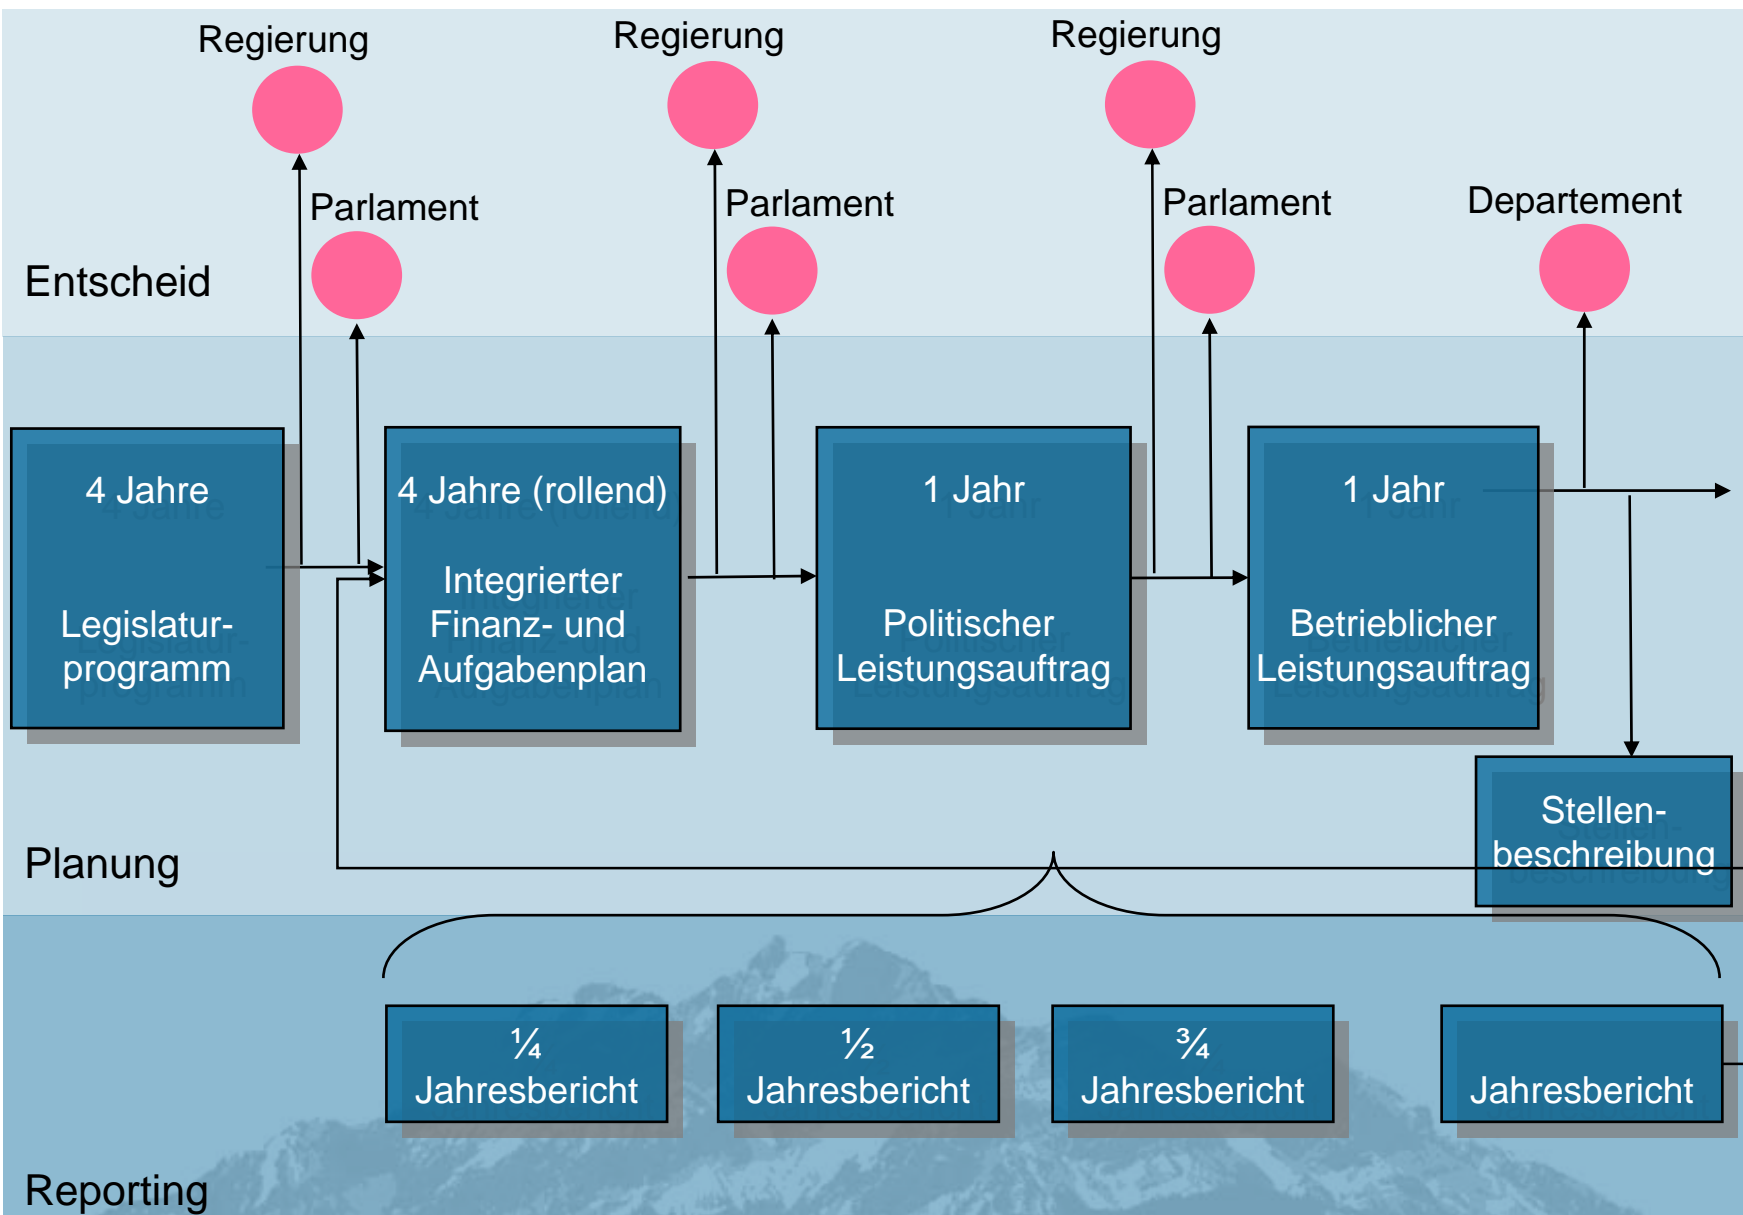 Regierung
Regierung
Regierung
Parlament
Parlament
Parlament
Departement
Entscheid
4 Jahre
Legislatur-
programm
4 Jahre (rollend)
Integrierter
Finanz- und
Aufgabenplan
1 Jahr
Politischer
Leistungsauftrag
1 Jahr
Betrieblicher
Leistungsauftrag
Stellen-
beschreibung
Planung
¼
Jahresbericht
½
Jahresbericht
¾
Jahresbericht
Jahresbericht
Reporting